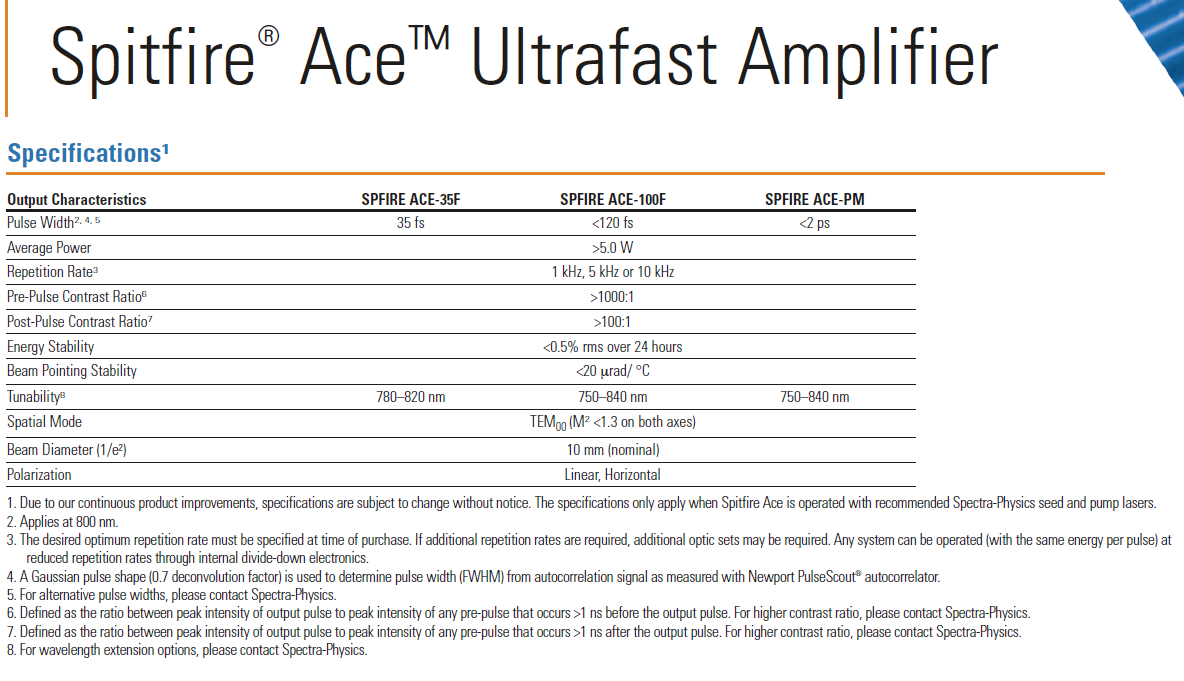 Spitfire® Ace™ Ultrafast Amplifier
Specifications¹
Output Characteristics SPFIRE ACE-35F SPFIRE ACE-100F SPFIRE ACE-PM
Pulse Width², ⁴, ⁵ 35 fs <120 fs <2 ps
Average Power >5.0 W
Repetition Rate³ 1 kHz, 5 kHz or 10 kHz
Pre-Pulse Contrast Ratio⁶ >1000:1
Post-Pulse Contrast Ratio⁷ >100:1
Energy Stability <0.5% rms over 24 hours
Beam Pointing Stability <20 µrad/ °C
Tunability⁸ 780–820 nm 750–840 nm 750–840 nm
Spatial Mode TEM₀₀ (M² <1.3 on both axes)
Beam Diameter (1/e²) 10 mm (nominal)
Polarization Linear, Horizontal
1. Due to our continuous product improvements, specifications are subject to change without notice. The specifications only apply when Spitfire Ace is operated with recommended Spectra-Physics seed and pump lasers.
2. Applies at 800 nm.
3. The desired optimum repetition rate must be specified at time of purchase. If additional repetition rates are required, additional optic sets may be required. Any system can be operated (with the same energy per pulse) at
reduced repetition rates through internal divide-down electronics.
4. A Gaussian pulse shape (0.7 deconvolution factor) is used to determine pulse width (FWHM) from autocorrelation signal as measured with Newport PulseScout® autocorrelator.
5. For alternative pulse widths, please contact Spectra-Physics.
6. Defined as the ratio between peak intensity of output pulse to peak intensity of any pre-pulse that occurs >1 ns before the output pulse. For higher contrast ratio, please contact Spectra-Physics.
7. Defined as the ratio between peak intensity of output pulse to peak intensity of any pre-pulse that occurs >1 ns after the output pulse. For higher contrast ratio, please contact Spectra-Physics.
8. For wavelength extension options, please contact Spectra-Physics.